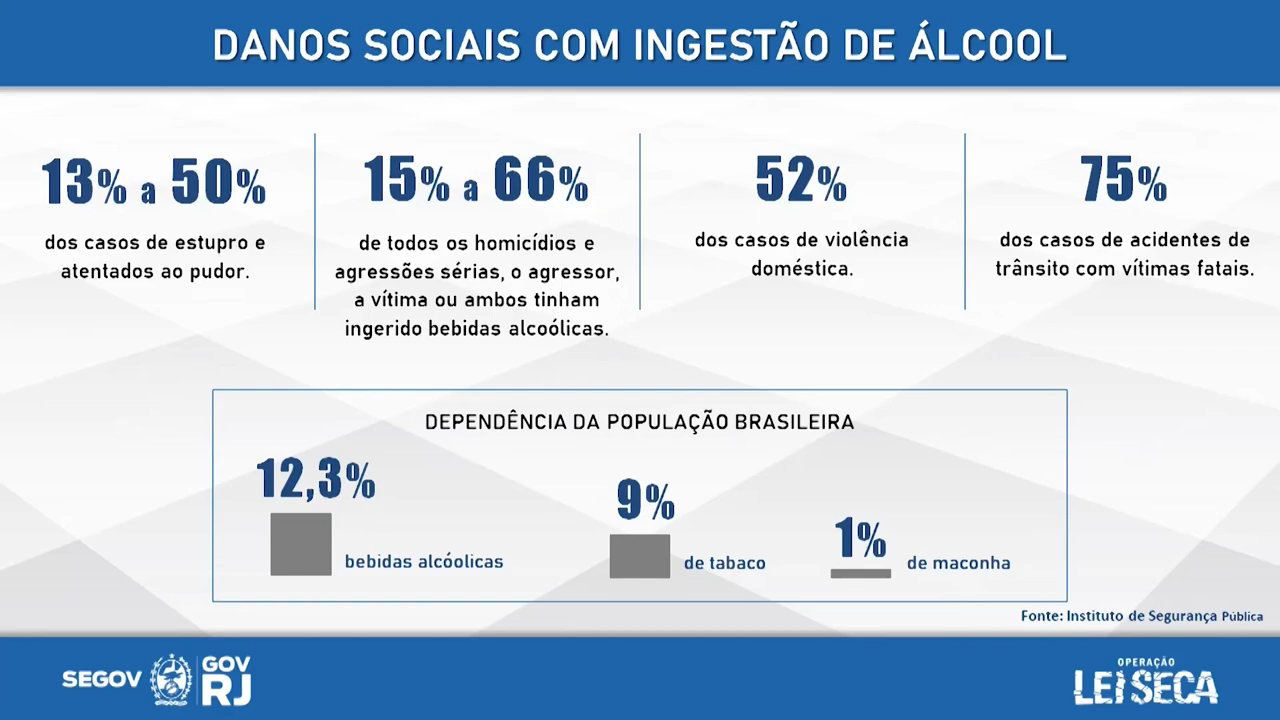 DANOS SOCIAIS COM INGESTÃO DE ÁLCOOL
13% a 50%
dos casos de estupro e
atentados ao pudor.
15% a 66%
de todos os homicídios e
agressões sérias, o agressor,
a vítima ou ambos tinham
ingerido bebidas alcoólicas.
52%
dos casos de violência
doméstica.
75%
dos casos de acidentes de
trânsito com vítimas fatais.
DEPENDÊNCIA DA POPULAÇÃO BRASILEIRA
12,3%
bebidas alcóolicas
9%
de tabaco
1%
de maconha
Fonte: Instituto de Segurança Pública
SEGOV
GOV
RJ
OPERAÇÃO
LEI SECA